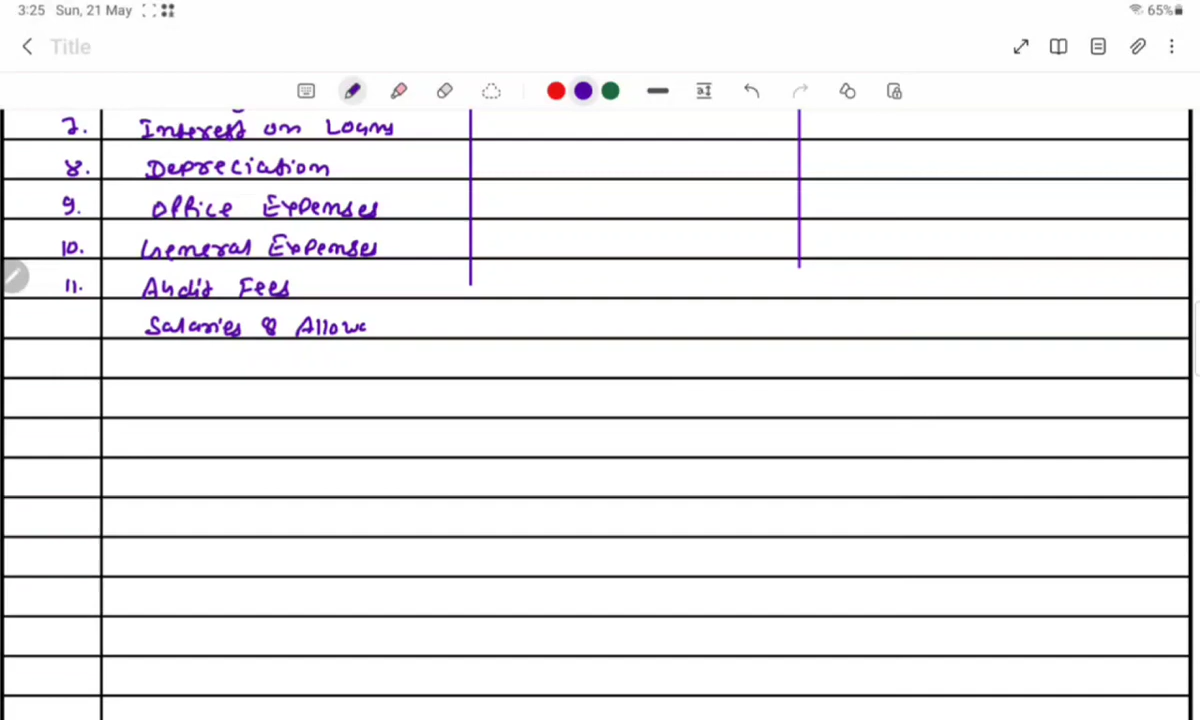 3:25 Sun, 21 May 65%
Title
7. Interest on Loans
8. Depreciation
9. Office Expenses
10. General Expenses
11. Audit Fees
Salaries & Allowa